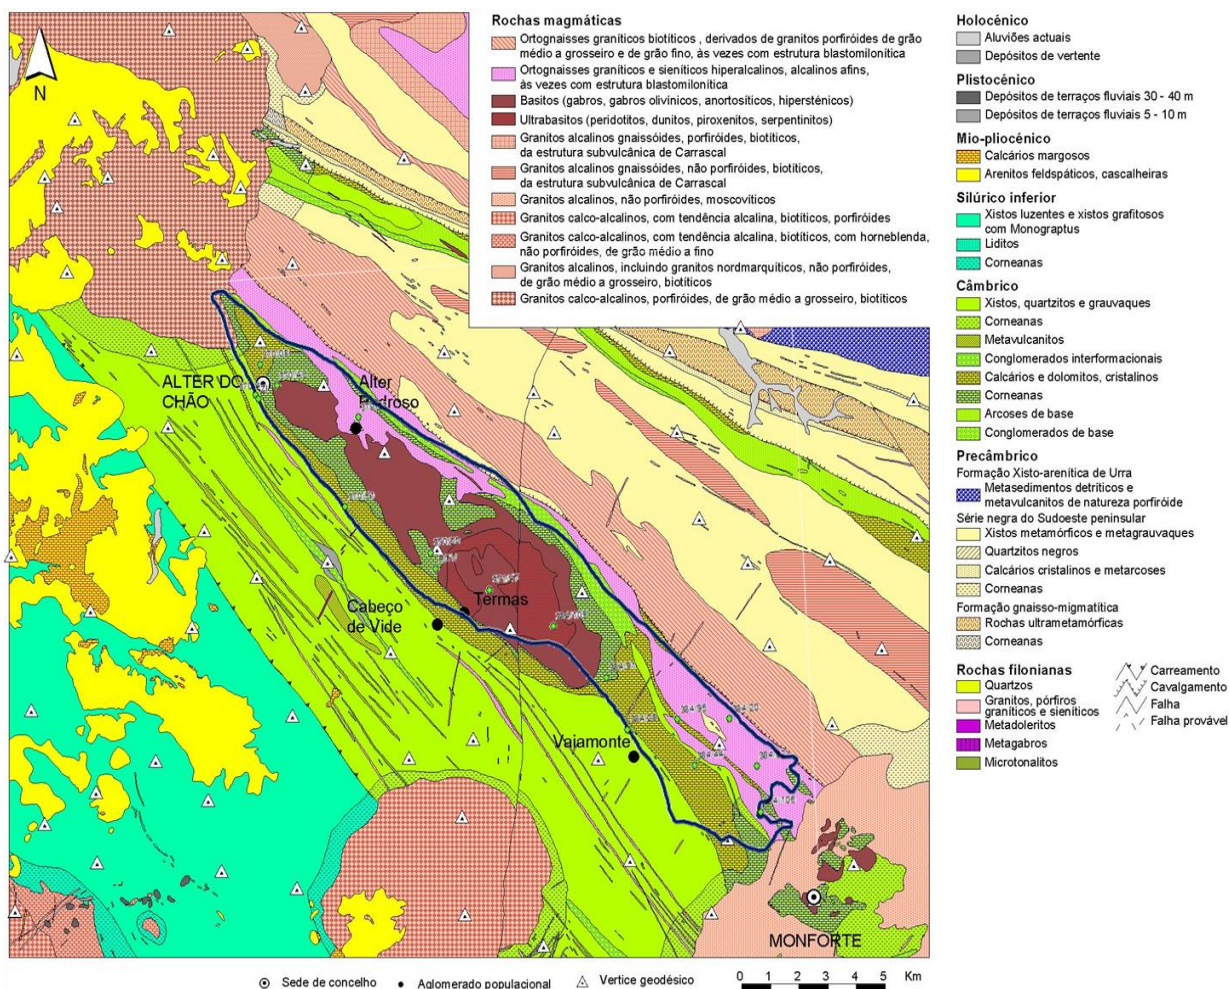 Rochas magmáticas
Ortognaisses graníticos biotíticos , derivados de granitos porfiróides de grão
médio a grosseiro e de grão fino, às vezes com estrutura blastomilonítica
Ortognaisses graníticos e sieníticos hiperalcalinos, alcalinos afins,
às vezes com estrutura blastomilonítica
Basitos (gabros, gabros olivínicos, anortosíticos, hipersténicos)
Ultrabasitos (peridotitos, dunitos, piroxenitos, serpentinitos)
Granitos alcalinos gnaissóides, porfiróides, biotíticos,
da estrutura subvulcânica de Carrascal
Granitos alcalinos gnaissóides, não porfiróides, biotíticos,
da estrutura subvulcânica de Carrascal
Granitos alcalinos, não porfiróides, moscovíticos
Granitos calco-alcalinos, com tendência alcalina, biotíticos, porfiróides
Granitos calco-alcalinos, com tendência alcalina, biotíticos, com horneblenda,
não porfiróides, de grão médio a fino
Granitos alcalinos, incluindo granitos nordmarquíticos, não porfiróides,
de grão médio a grosseiro, biotíticos
Granitos calco-alcalinos, porfiróides, de grão médio a grosseiro, biotíticos
Holocénico
Aluviões actuais
Depósitos de vertente
Plistocénico
Depósitos de terraços fluviais 30 - 40 m
Depósitos de terraços fluviais 5 - 10 m
Mio-pliocénico
Calcários margosos
Arenitos feldspáticos, cascalheiras
Silúrico inferior
Xistos luzentes e xistos grafitosos
com Monograptus
Liditos
Corneanas
Câmbrico
Xistos, quartzitos e grauvaques
Corneanas
Metavulcanitos
Conglomerados interformacionais
Calcários e dolomitos, cristalinos
Corneanas
Arcoses de base
Conglomerados de base
Precâmbrico
Formação Xisto-arenítica de Urra
Metasedimentos detríticos e
metavulcanitos de natureza porfiróide
Série negra do Sudoeste peninsular
Xistos metamórficos e metagrauvaques
Quartzitos negros
Calcários cristalinos e metarcoses
Corneanas
Formação gnaisso-migmatítica
Rochas ultrametamórficas
Corneanas
Rochas filonianas
Quartzos
Granitos, pórfiros
graníticos e sieníticos
Metadoleritos
Metagabros
Microtonalitos
Carreamento
Cavalgamento
Falha
Falha provável
N
ALTER DO
CHÃO
Alter
Pedroso
Cabeço
de Vide
Termas
Vaiamonte
MONFORTE
Sede de concelho
Aglomerado populacional
Vertice geodésico
0 1 2 3 4 5 Km